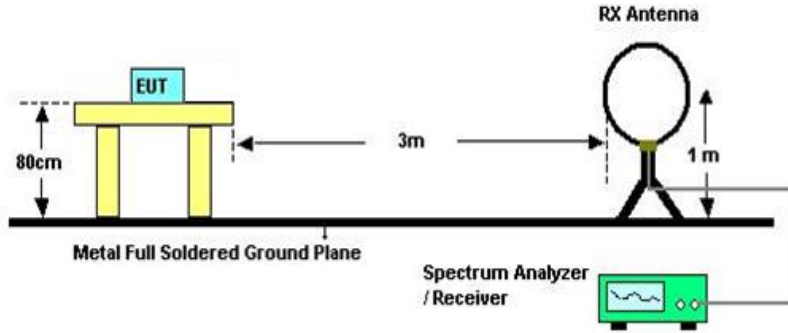 RX Antenna
EUT
3m
80cm
1 m
Metal Full Soldered Ground Plane
Spectrum Analyzer
/ Receiver